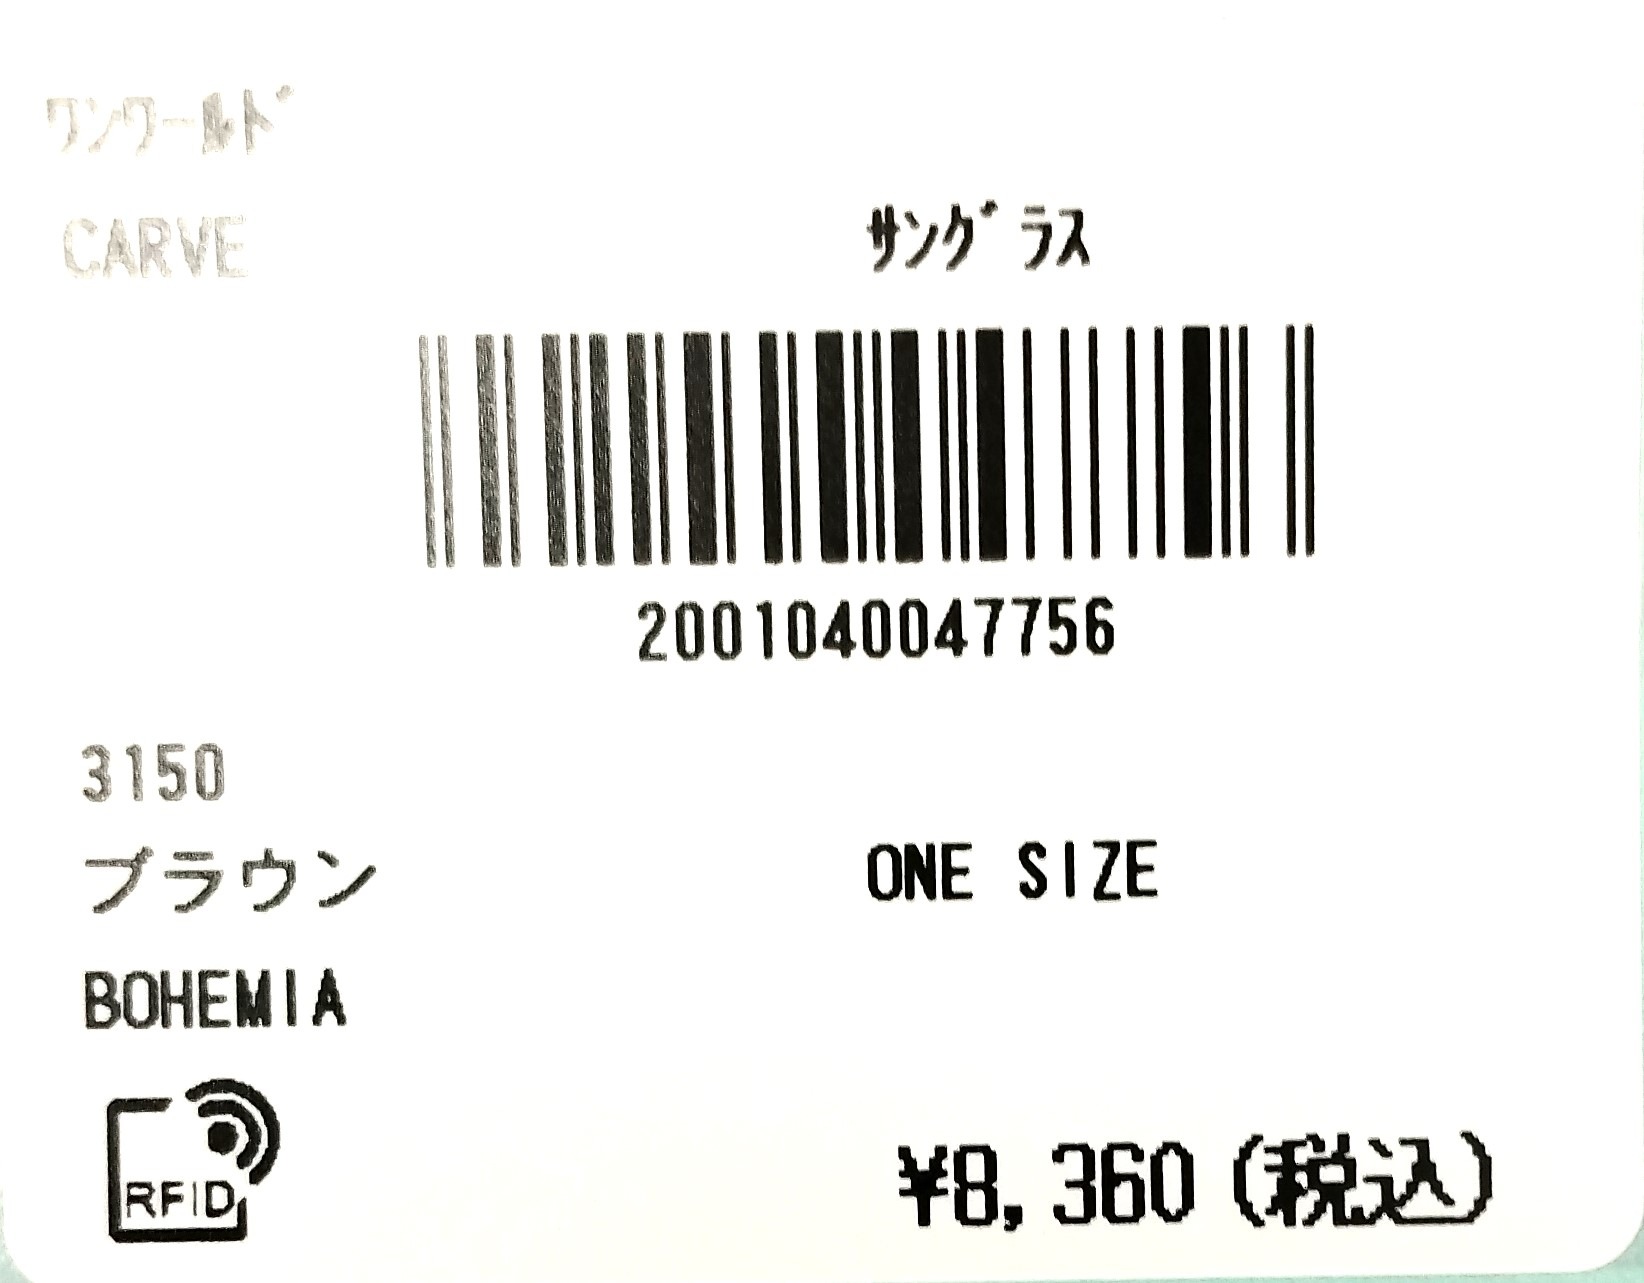 ﾜﾝﾜｰﾙﾄﾞ
CARVE
ｻﾝｸﾞﾗｽ
2001040047756
3150
ブラウン
ONE SIZE
BOHEMIA
RFID
¥8,360(税込)